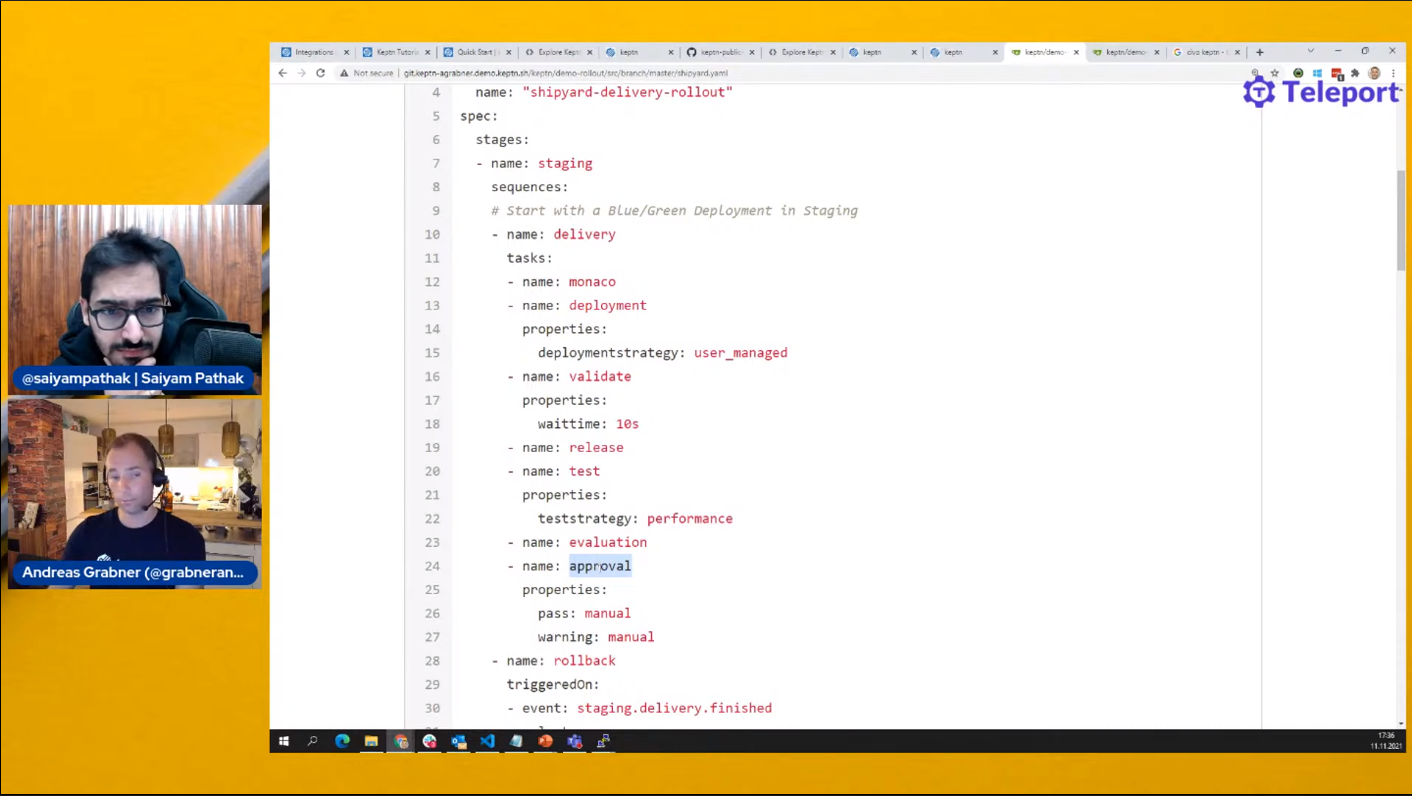 Integrations
Keptn Tutoria
Quick Start |
Explore Kept
keptn
keptn-public
Explore Kept
keptn
keptn
keptn/demo-
keptn/demo-
civo keptn -
Not secure | git.keptn-agrabner.demo.keptn.sh/keptn/demo-rollout/src/branch/master/shipyard.yaml
Teleport
4 name: "shipyard-delivery-rollout"
5 spec:
6 stages:
7 - name: staging
8 sequences:
9 # Start with a Blue/Green Deployment in Staging
10 - name: delivery
11 tasks:
12 - name: monaco
13 - name: deployment
14 properties:
15 deploymentstrategy: user_managed
16 - name: validate
17 properties:
18 waittime: 10s
19 - name: release
20 - name: test
21 properties:
22 teststrategy: performance
23 - name: evaluation
24 - name: approval
25 properties:
26 pass: manual
27 warning: manual
28 - name: rollback
29 triggeredOn:
30 - event: staging.delivery.finished
@saiyampathak | Saiyam Pathak
Andreas Grabner (@grabneran...
17:36
11.11.2021